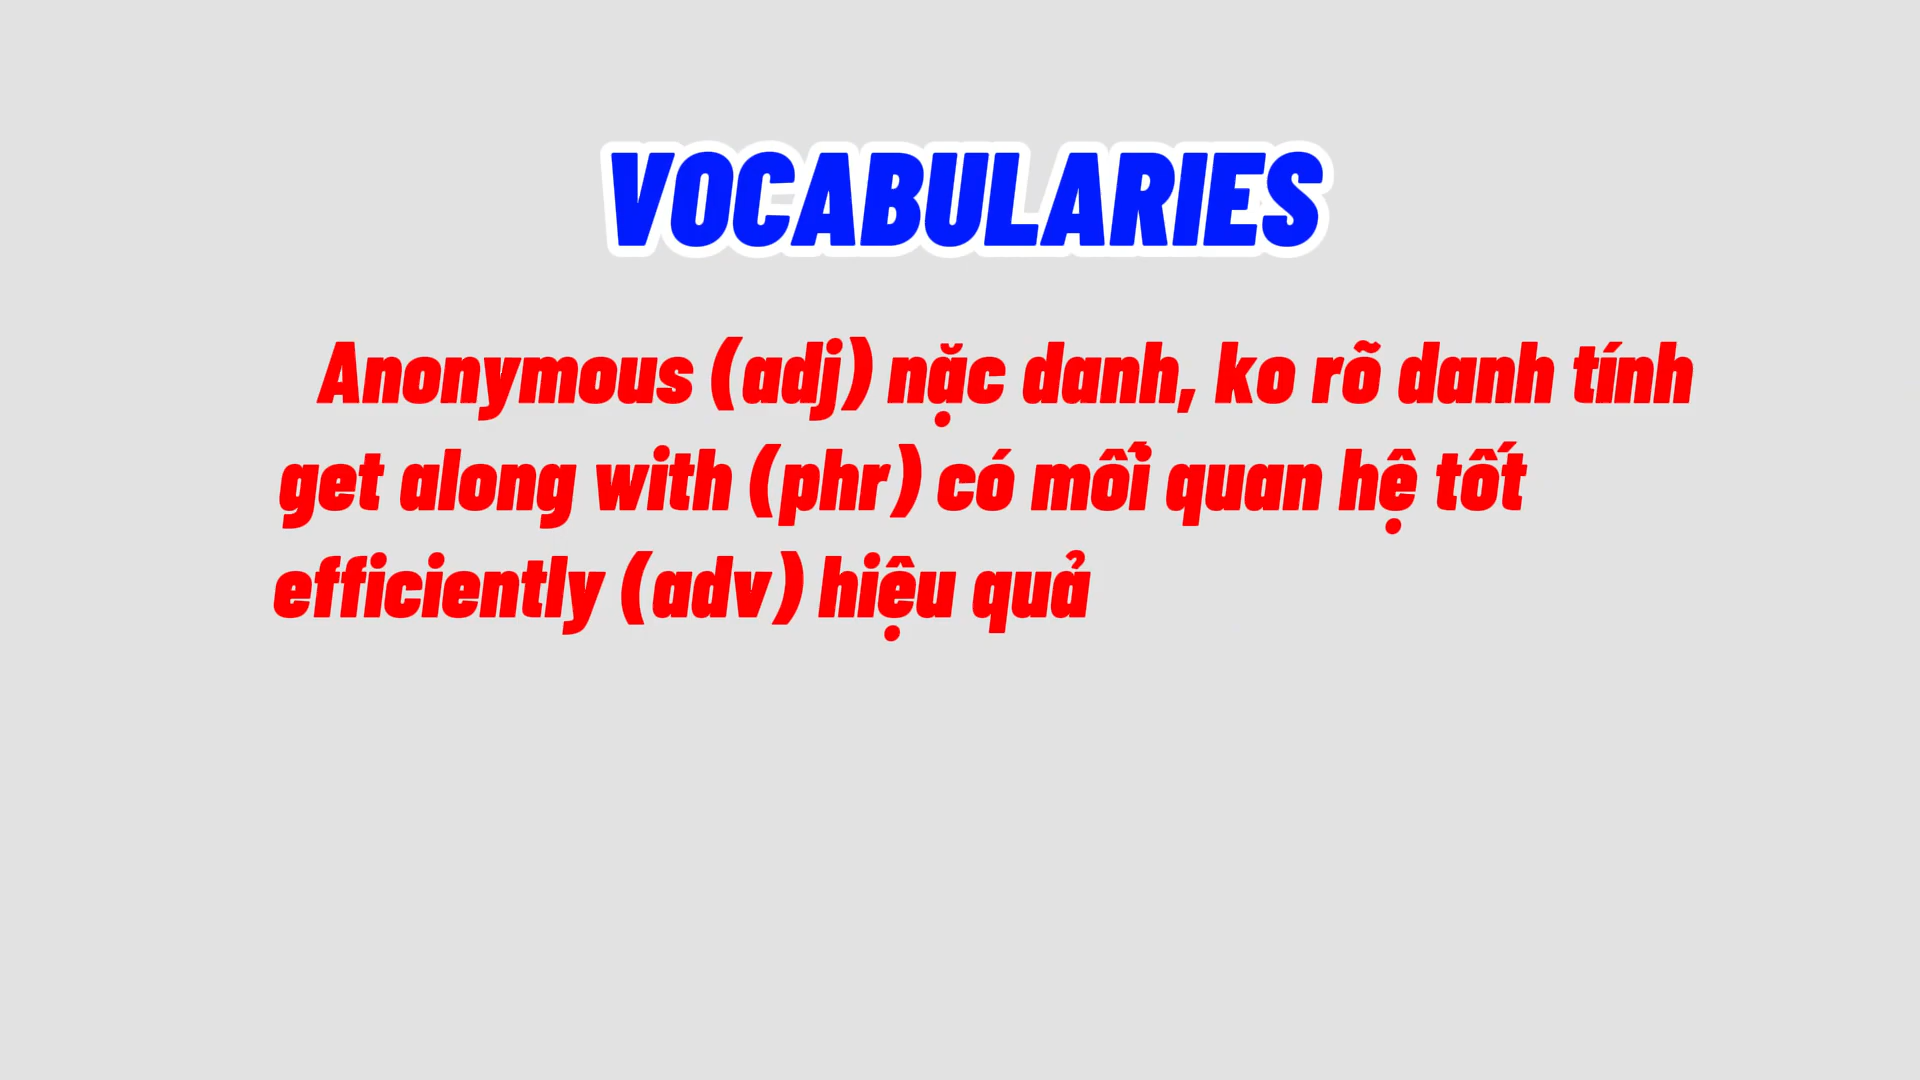 VOCABULARIES
Anonymous (adj) nặc danh, ko rõ danh tính
get along with (phr) có mối quan hệ tốt
efficiently (adv) hiệu quả